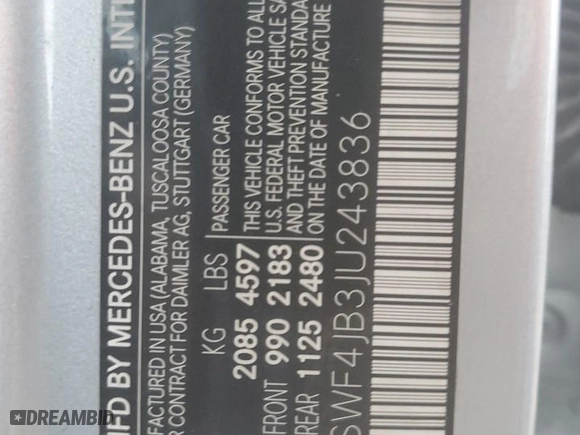 MFD BY MERCEDES-BENZ U.S. INT
FACTURED IN USA (ALABAMA, TUSCALOOSA COUNTY)
R CONTRACT FOR DAIMLER AG, STUTTGART (GERMANY)
KG LBS PASSENGER CAR
2085 4597 THIS VEHICLE CONFORMS TO ALL
FRONT 990 2183 U.S. FEDERAL MOTOR VEHICLE SA
AND THEFT PREVENTION STANDA
REAR 1125 2480 ON THE DATE OF MANUFACTURE
SWF4JB3JU243836
DREAMBID